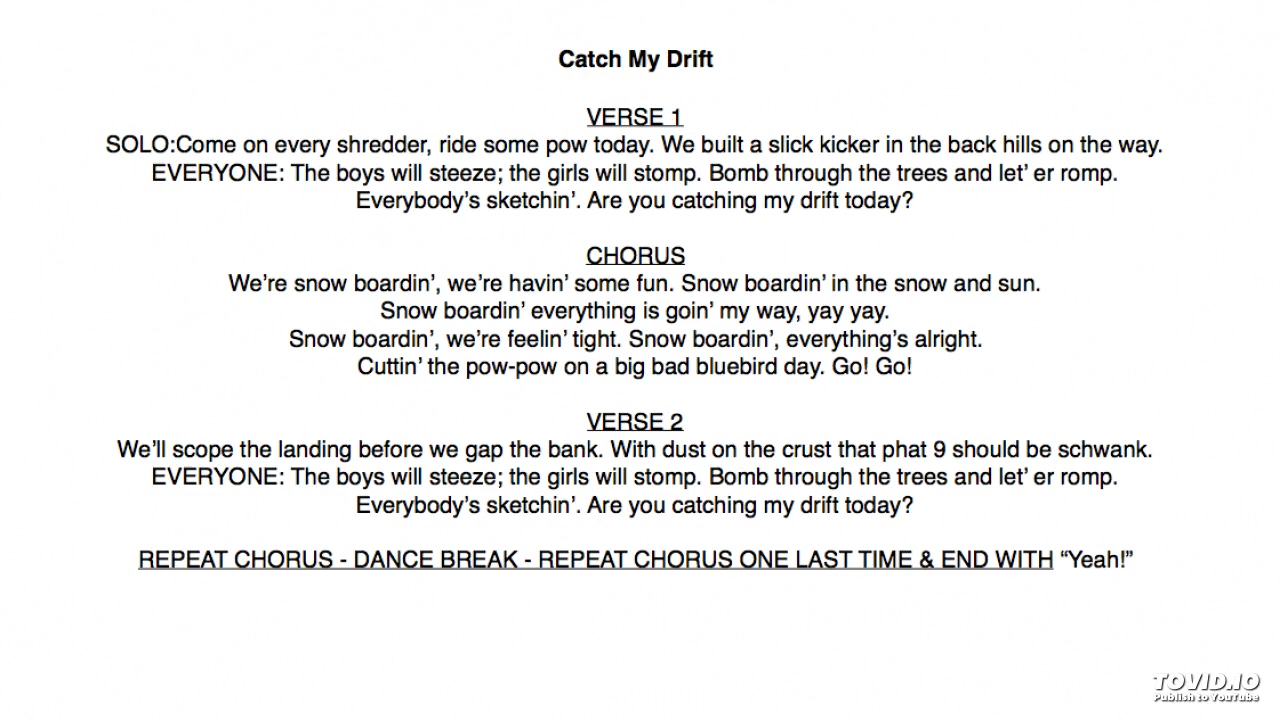 Catch My Drift
VERSE 1
SOLO:Come on every shredder, ride some pow today. We built a slick kicker in the back hills on the way.
EVERYONE: The boys will steeze; the girls will stomp. Bomb through the trees and let’ er romp.
Everybody’s sketchin’. Are you catching my drift today?
CHORUS
We’re snow boardin’, we’re havin’ some fun. Snow boardin’ in the snow and sun.
Snow boardin’ everything is goin’ my way, yay yay.
Snow boardin’, we’re feelin’ tight. Snow boardin’, everything’s alright.
Cuttin’ the pow-pow on a big bad bluebird day. Go! Go!
VERSE 2
We’ll scope the landing before we gap the bank. With dust on the crust that phat 9 should be schwank.
EVERYONE: The boys will steeze; the girls will stomp. Bomb through the trees and let’ er romp.
Everybody’s sketchin’. Are you catching my drift today?
REPEAT CHORUS - DANCE BREAK - REPEAT CHORUS ONE LAST TIME & END WITH “Yeah!”
TOVID.IO
Publish to YouTube